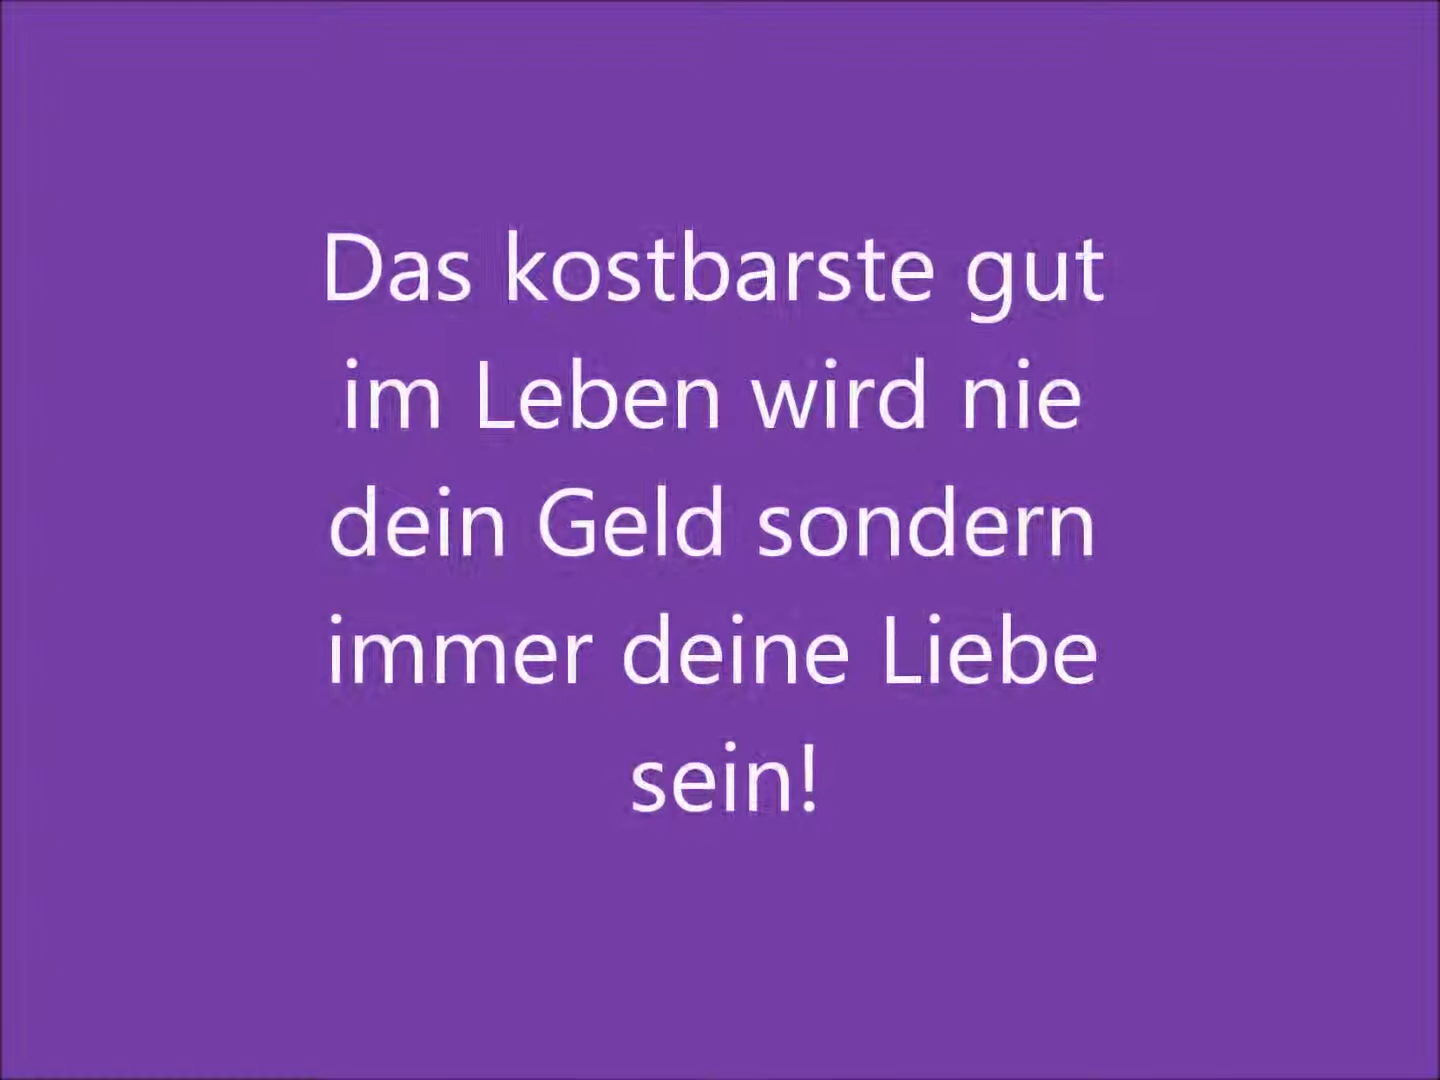 Das kostbarste gut
im Leben wird nie
dein Geld sondern
immer deine Liebe
sein!